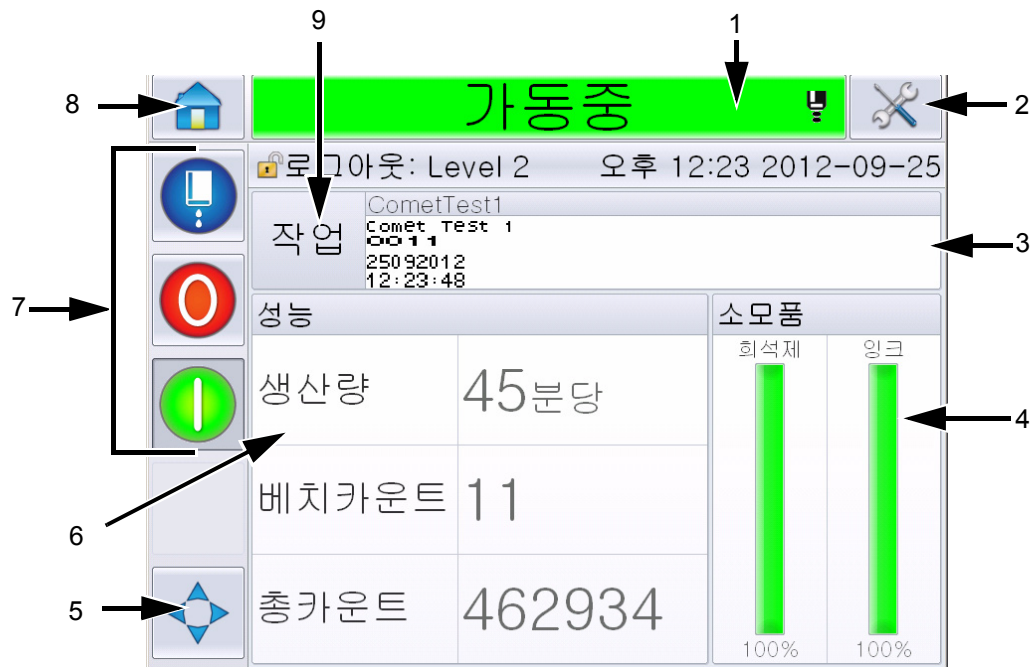 9
1
8
가동중
2
로그아웃: Level 2
오후 12:23 2012-09-25
작업
CometTest1
Comet Test 1
0011
25092012
12:23:48
3
7
성능
소모품
희석제
잉크
생산량
45분당
4
6
베치카운트
11
5
총카운트
462934
100%
100%